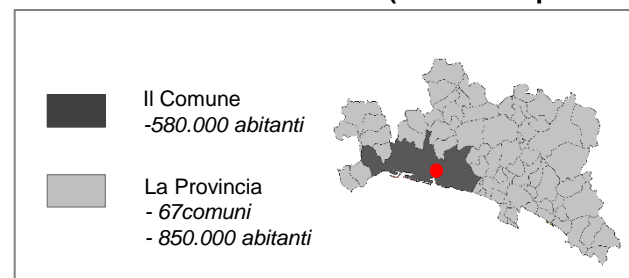 Il Comune
-580.000 abitanti
La Provincia
- 67comuni
- 850.000 abitanti